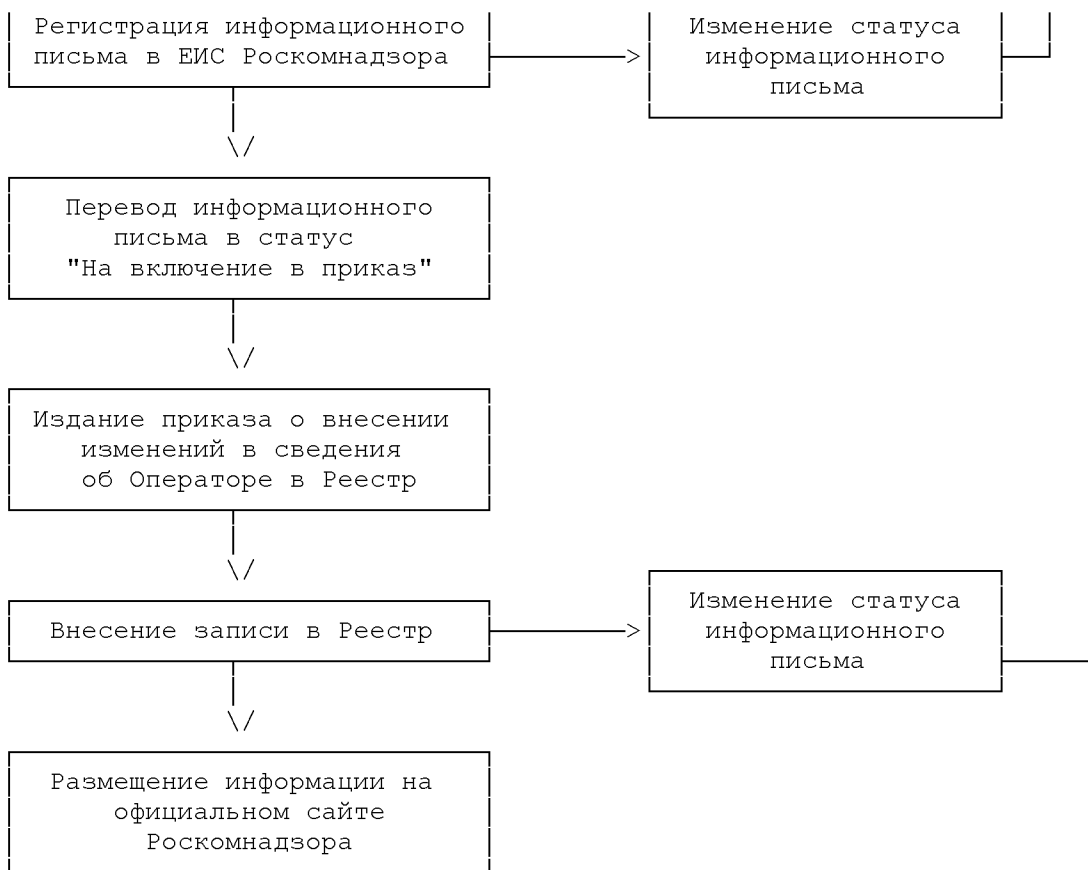 Регистрация информационного
письма в ЕИС Роскомнадзора
Изменение статуса
информационного
письма
Перевод информационного
письма в статус
"На включение в приказ"
Издание приказа о внесении
изменений в сведения
об Операторе в Реестр
Внесение записи в Реестр
Изменение статуса
информационного
письма
Размещение информации на
официальном сайте
Роскомнадзора